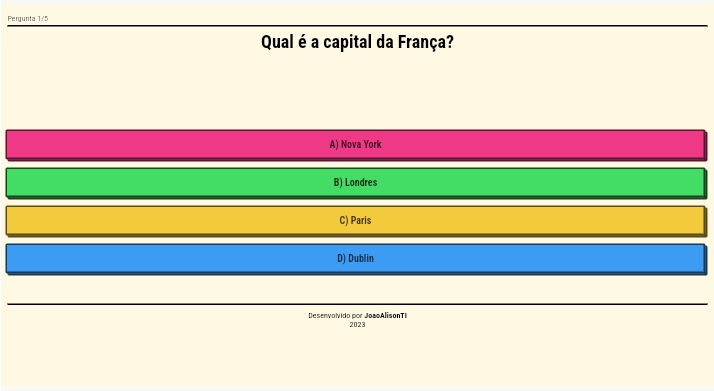 Pergunta 1/5
Qual é a capital da França?
A) Nova York
B) Londres
C) Paris
D) Dublin
Desenvolvido por JoaoAlisonTI
2023